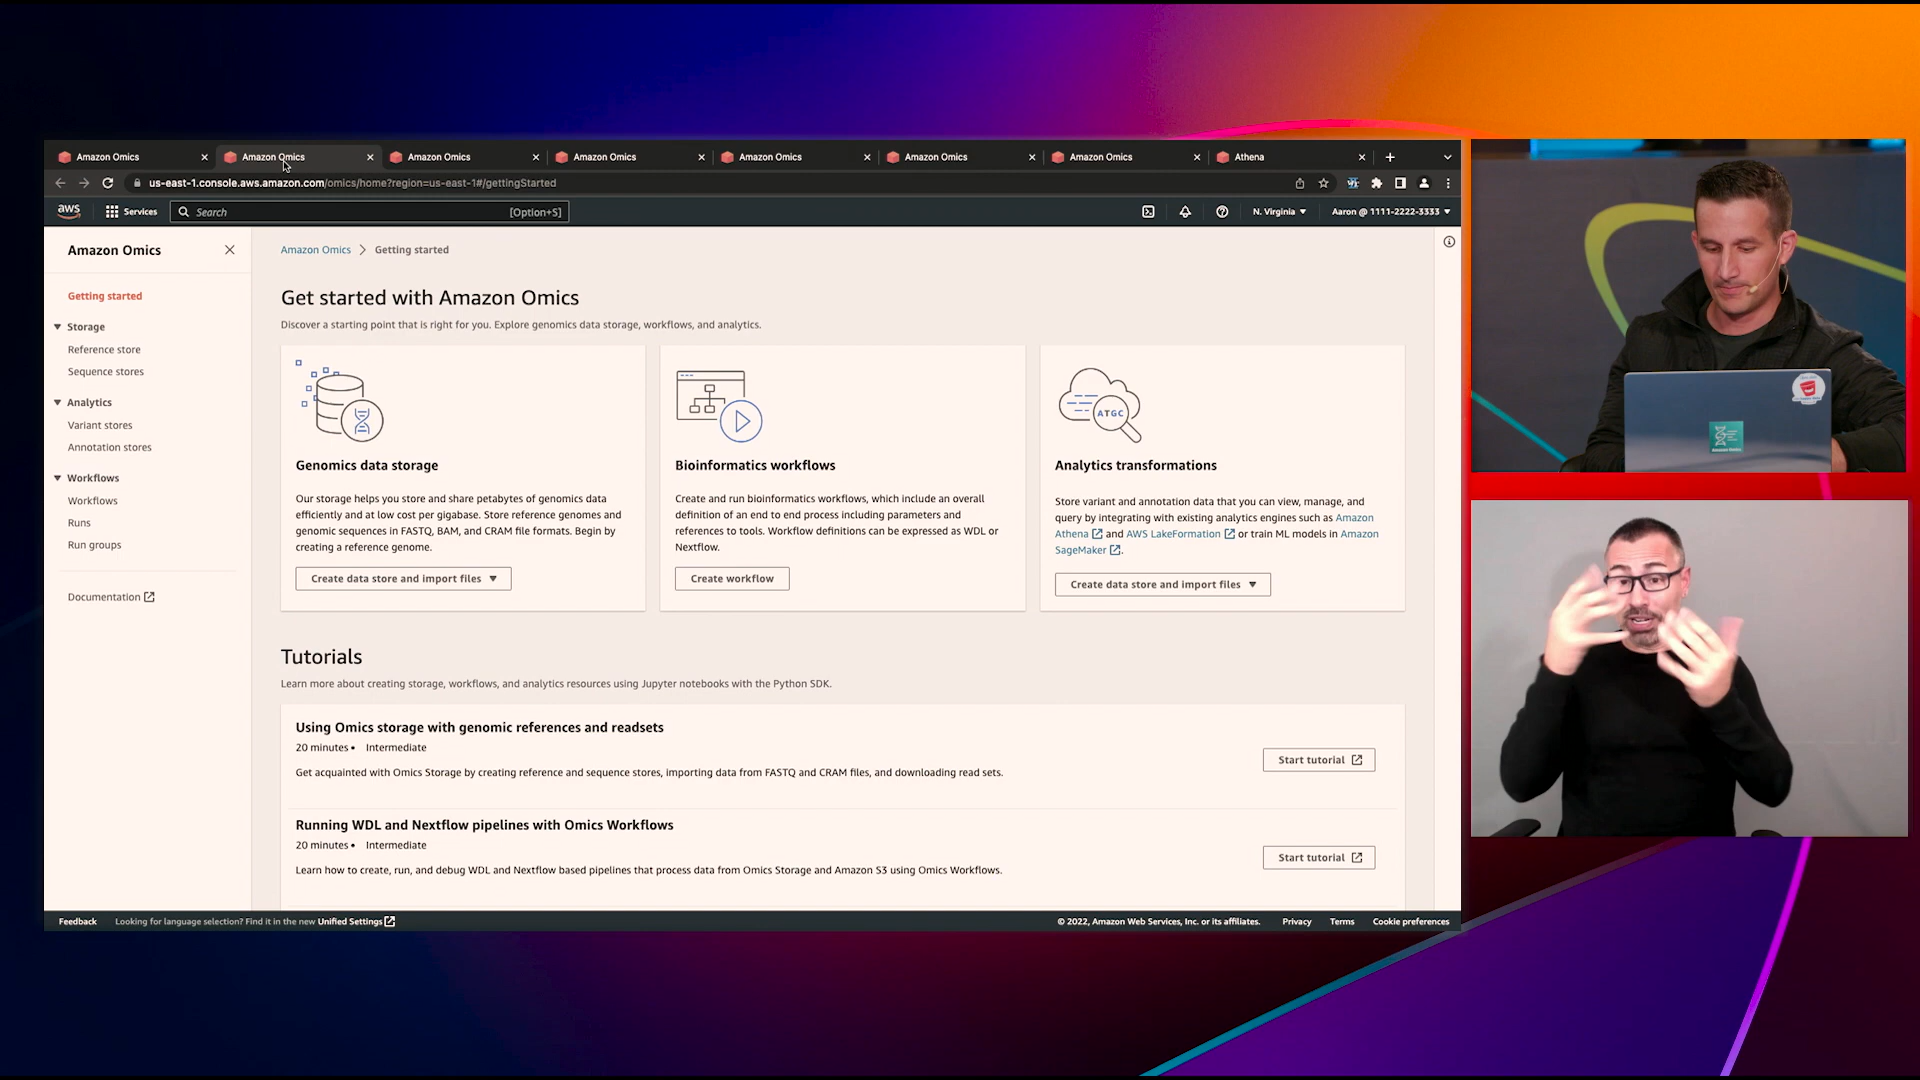 Amazon Omics
Amazon Omics
Amazon Omics
Amazon Omics
Amazon Omics
Amazon Omics
Amazon Omics
Athena
us-east-1.console.aws.amazon.com/omics/home?region=us-east-1#/gettingStarted
aws
Services
Search
[Option+S]
N. Virginia
Aaron @ 1111-2222-3333
Amazon Omics
Getting started
Storage
Reference store
Sequence stores
Analytics
Variant stores
Annotation stores
Workflows
Workflows
Runs
Run groups
Documentation
Amazon Omics
Getting started
Get started with Amazon Omics
Discover a starting point that is right for you. Explore genomics data storage, workflows, and analytics.
Genomics data storage
Our storage helps you store and share petabytes of genomics data
efficiently and at low cost per gigabase. Store reference genomes and
genomic sequences in FASTQ, BAM, and CRAM file formats. Begin by
creating a reference genome.
Create data store and import files
Bioinformatics workflows
Create and run bioinformatics workflows, which include an overall
definition of an end to end process including parameters and
references to tools. Workflow definitions can be expressed as WDL or
Nextflow.
Create workflow
ATGC
Analytics transformations
Store variant and annotation data that you can view, manage, and
query by integrating with existing analytics engines such as Amazon
Athena and AWS LakeFormation or train ML models in Amazon
SageMaker.
Create data store and import files
Tutorials
Learn more about creating storage, workflows, and analytics resources using Jupyter notebooks with the Python SDK.
Using Omics storage with genomic references and readsets
20 minutes • Intermediate
Get acquainted with Omics Storage by creating reference and sequence stores, importing data from FASTQ and CRAM files, and downloading read sets.
Start tutorial
Running WDL and Nextflow pipelines with Omics Workflows
20 minutes • Intermediate
Learn how to create, run, and debug WDL and Nextflow based pipelines that process data from Omics Storage and Amazon S3 using Omics Workflows.
Start tutorial
Feedback
Looking for language selection? Find it in the new Unified Settings
© 2022, Amazon Web Services, Inc. or its affiliates.
Privacy
Terms
Cookie preferences